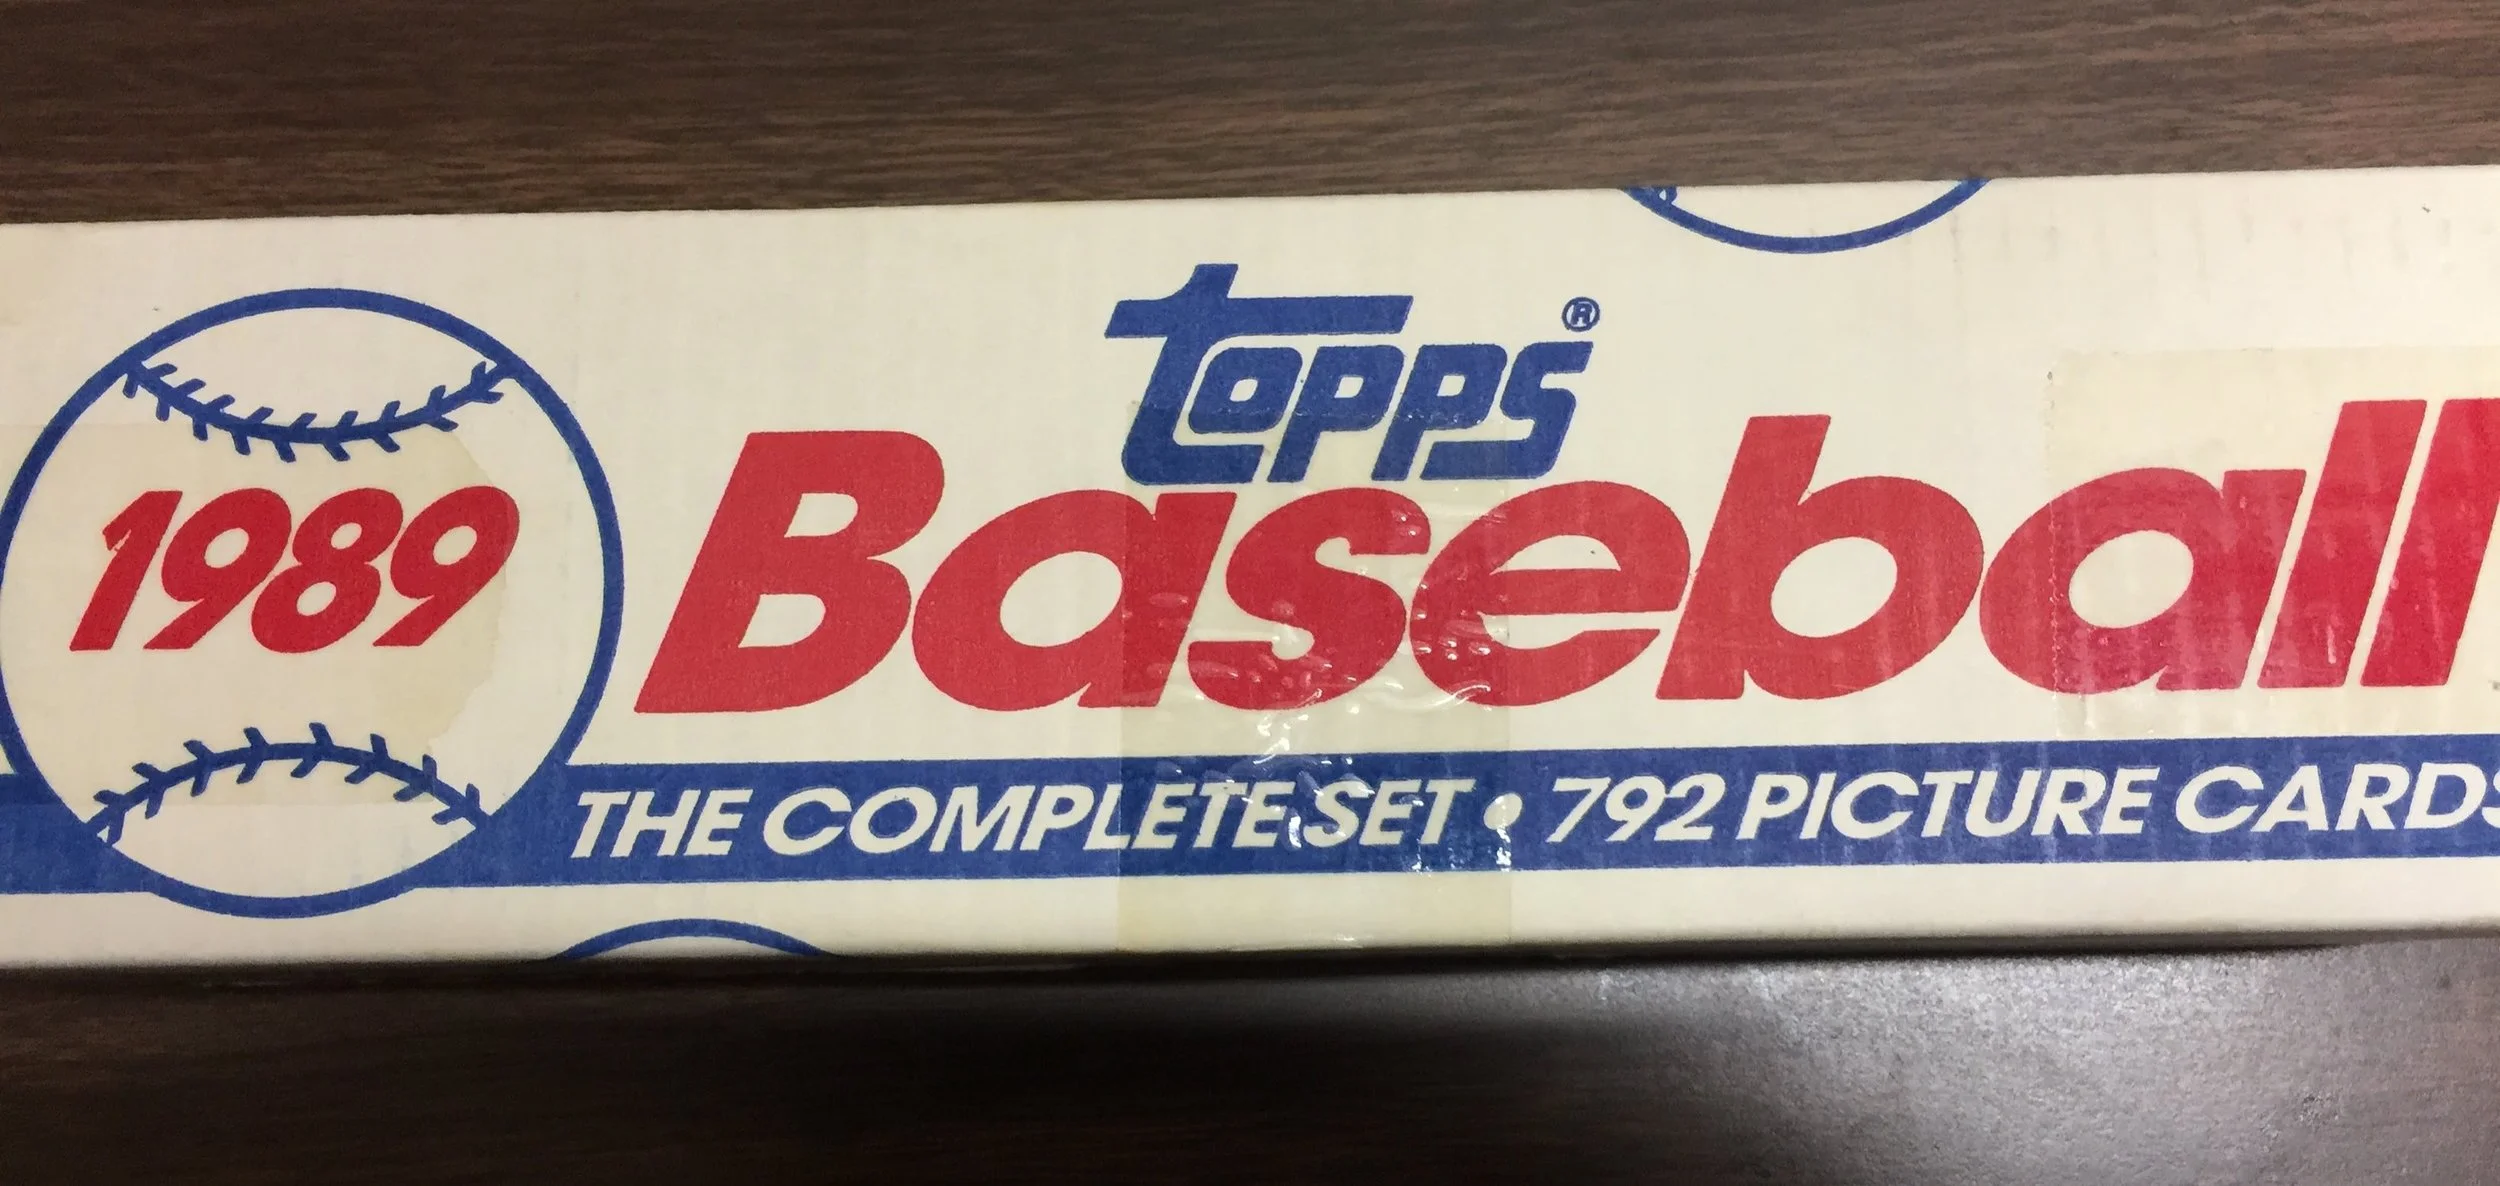 1989
topps®
Baseball
THE COMPLETE SET • 792 PICTURE CARDS